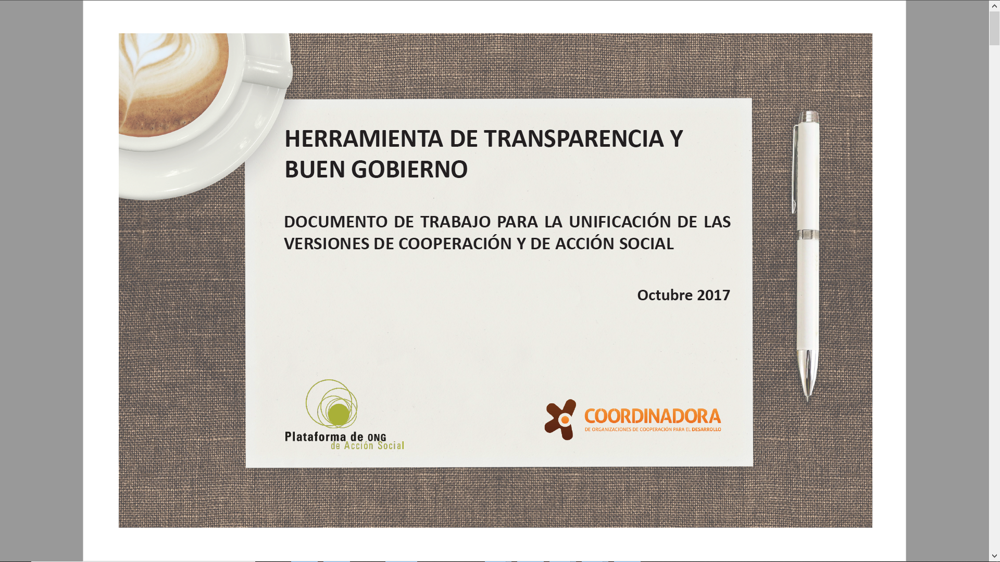 HERRAMIENTA DE TRANSPARENCIA Y
BUEN GOBIERNO
DOCUMENTO DE TRABAJO PARA LA UNIFICACIÓN DE LAS
VERSIONES DE COOPERACIÓN Y DE ACCIÓN SOCIAL
Octubre 2017
Plataforma de ONG
de Acción Social
COORDINADORA
DE ORGANIZACIONES DE COOPERACIÓN PARA EL DESARROLLO